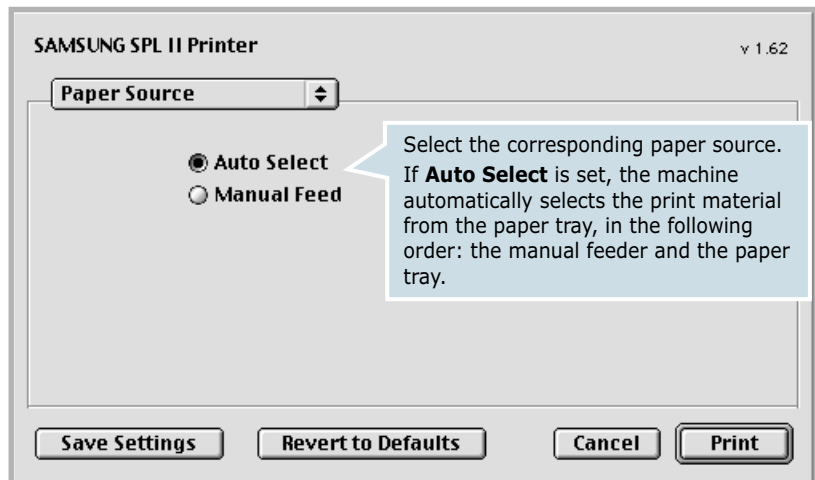 SAMSUNG SPL II Printer
v 1.62
Paper Source
Auto Select
Manual Feed
Select the corresponding paper source.
If Auto Select is set, the machine
automatically selects the print material
from the paper tray, in the following
order: the manual feeder and the paper
tray.
Save Settings
Revert to Defaults
Cancel
Print